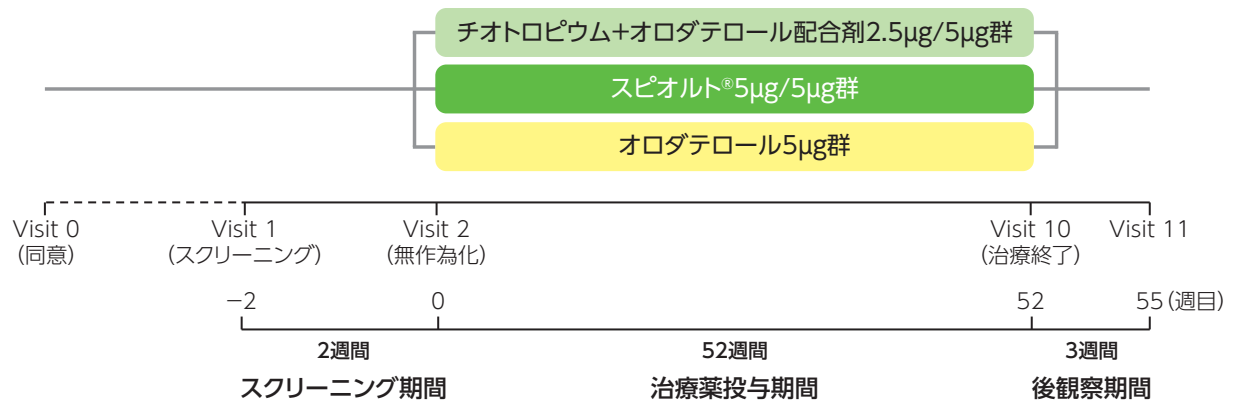 チオトロピウム+オロダテロール配合剤2.5μg/5μg群
スピオルト®5μg/5μg群
オロダテロール5μg群
Visit 0 Visit 1 Visit 2 Visit 10 Visit 11
(同意) (スクリーニング) (無作為化) (治療終了)
−2 0 52 55(週目)
2週間 52週間 3週間
スクリーニング期間 治療薬投与期間 後観察期間